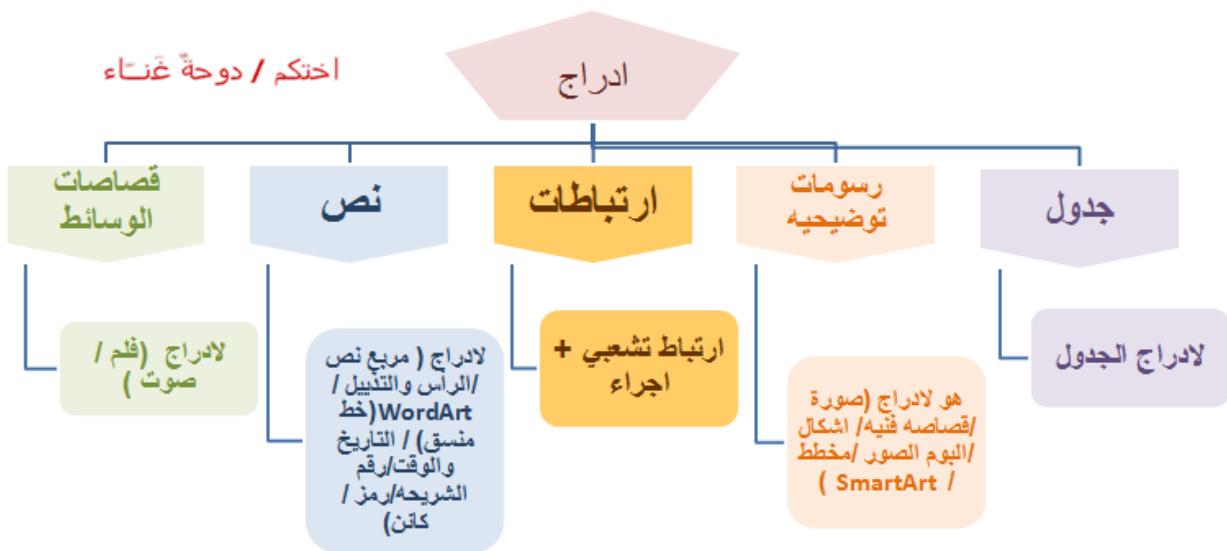 اختكم / دوحةٌ غَنـّاء
ادراج
جدول
رسومات
توضيحيه
ارتباطات
نص
قصاصات
الوسائط
لادراج الجدول
هو لادراج (صورة
/قصاصه فنيه/ اشكال
/البوم الصور /مخطط
/ SmartArt )
ارتباط تشعبي +
اجراء
لادراج ( مربع نص
/الرأس والتذييل /
WordArt(خط
منسق) / التاريخ
والوقت/رقم
الشريحه/رمز /
كائن)
لادراج (فلم /
صوت )